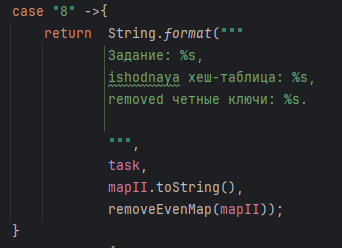 case "8" ->{
return String.format("""
Задание: %s,
ishodnaya хеш-таблица: %s,
removed четные ключи: %s.
""",
task,
mapII.toString(),
removeEvenMap(mapII));
}